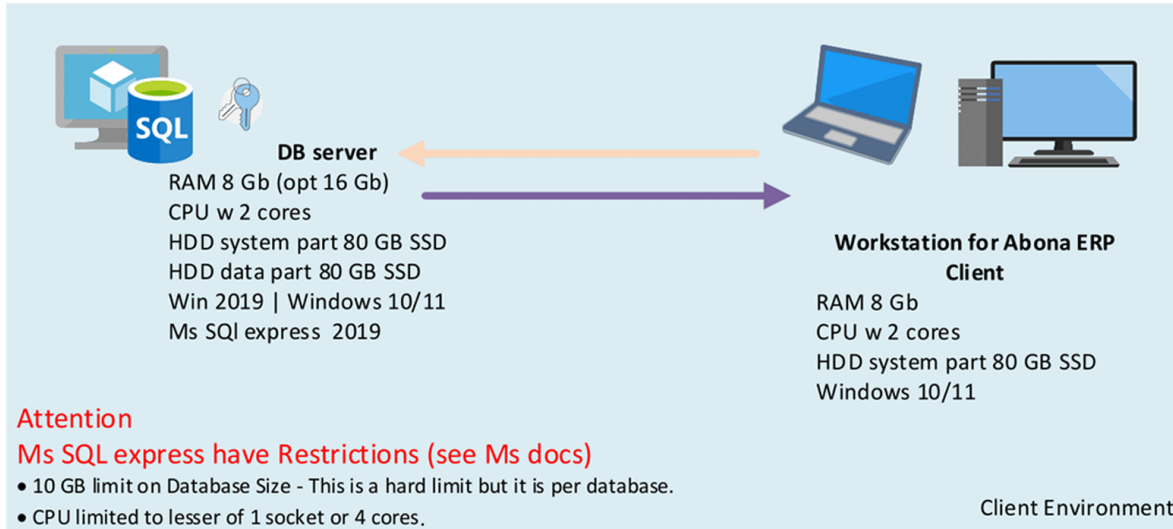 SQL
DB server
RAM 8 Gb (opt 16 Gb)
CPU w 2 cores
HDD system part 80 GB SSD
HDD data part 80 GB SSD
Win 2019 | Windows 10/11
Ms SQl express 2019
Workstation for Abona ERP
Client
RAM 8 Gb
CPU w 2 cores
HDD system part 80 GB SSD
Windows 10/11
Attention
Ms SQL express have Restrictions (see Ms docs)
• 10 GB limit on Database Size - This is a hard limit but it is per database.
• CPU limited to lesser of 1 socket or 4 cores.
Client Environment